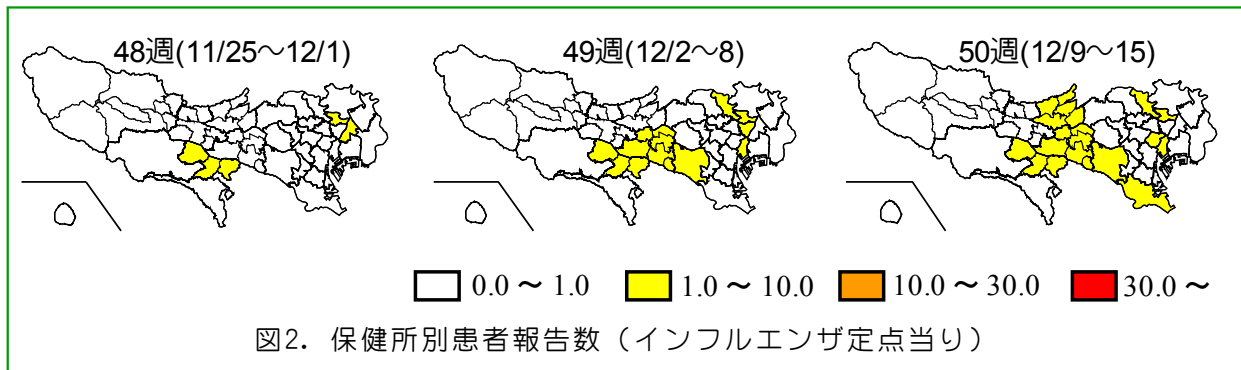 48週(11/25～12/1)
49週(12/2～8)
50週(12/9～15)
0.0 ～ 1.0
1.0 ～ 10.0
10.0 ～ 30.0
30.0 ～
図2. 保健所別患者報告数（インフルエンザ定点当り）